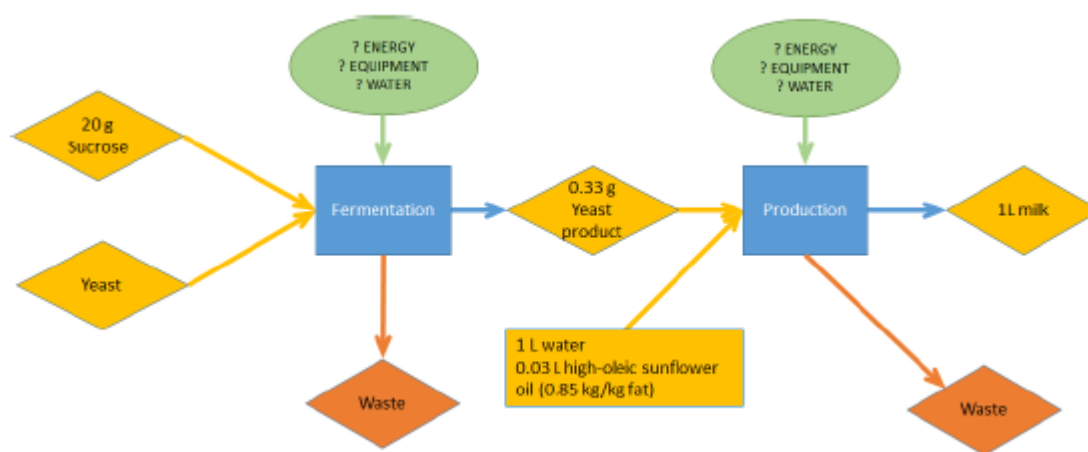 ? ENERGY
? EQUIPMENT
? WATER
? ENERGY
? EQUIPMENT
? WATER
20 g
Sucrose
Fermentation
0.33 g
Yeast
product
Production
1L milk
Yeast
1 L water
0.03 L high-oleic sunflower
oil (0.85 kg/kg fat)
Waste
Waste